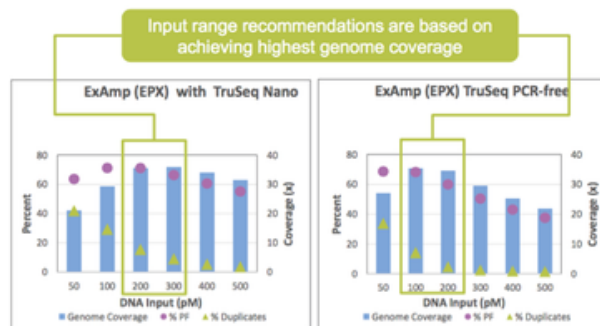 Input range recommendations are based on
achieving highest genome coverage
ExAmp (EPX) with TruSeq Nano
80
60
40
20
0
Percent
40
30
20
10
0
Coverage (x)
50 100 200 300 400 500
DNA Input (pM)
Genome Coverage % PF % Duplicates
ExAmp (EPX) TruSeq PCR-free
80
60
40
20
0
Percent
40
30
20
10
0
Coverage (x)
50 100 200 300 400 500
DNA Input (pM)
Genome Coverage % PF % Duplicates